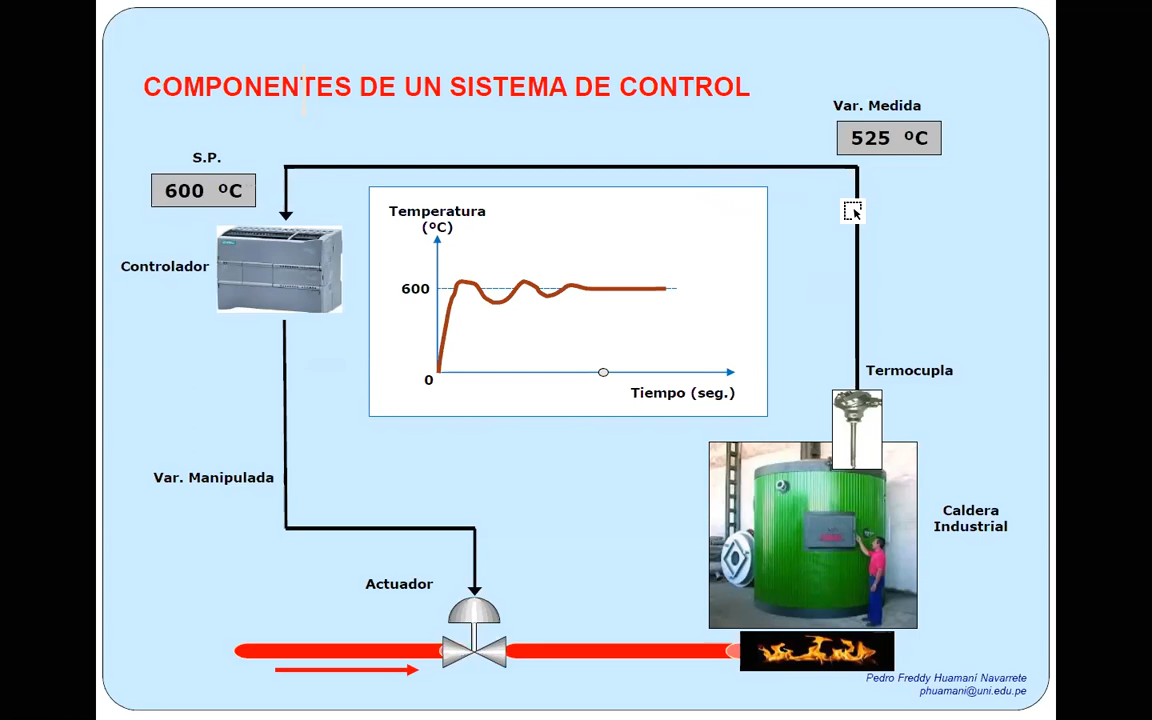 COMPONENTES DE UN SISTEMA DE CONTROL
Var. Medida
525 ºC
S.P.
600 ºC
Temperatura
(ºC)
Controlador
600
0
Tiempo (seg.)
Termocupla
Var. Manipulada
Caldera
Industrial
Actuador
Pedro Freddy Huamaní Navarrete
phuamani@uni.edu.pe